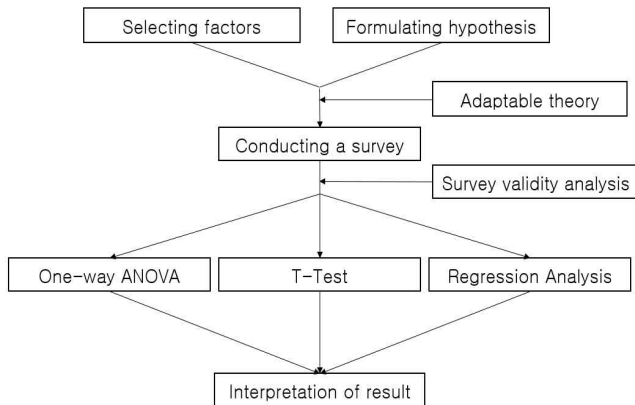 Selecting factors
Formulating hypothesis
Adaptable theory
Conducting a survey
Survey validity analysis
One-way ANOVA
T-Test
Regression Analysis
Interpretation of result